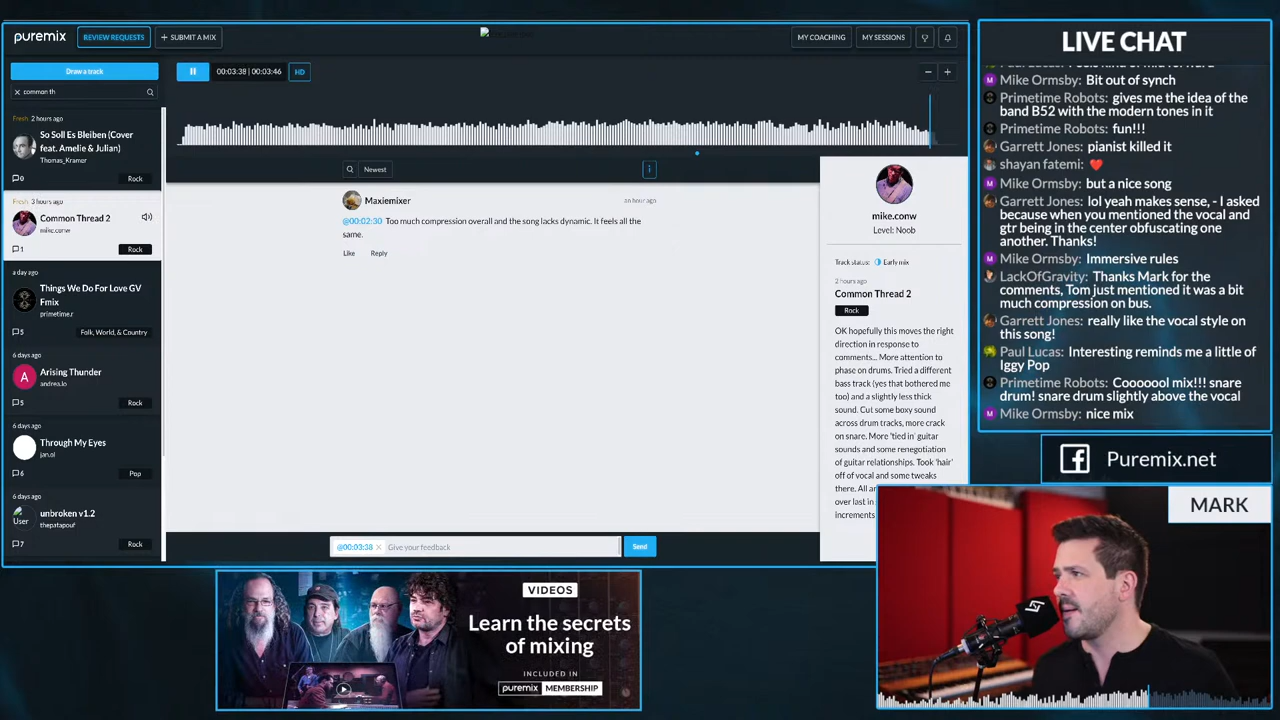 puremix
REVIEW REQUESTS
+ SUBMIT A MIX
MY COACHING
MY SESSIONS
Draw a track
× common th
00:03:38 | 00:03:46
HD
Fresh 2 hours ago
So Soll Es Bleiben (Cover
feat. Amelie & Julian)
Thomas_Kramer
0
Rock
Fresh 3 hours ago
Common Thread 2
mike.conw
1
Rock
a day ago
Things We Do For Love GV
Fmix
primetime.r
5
Folk, World, & Country
6 days ago
A
Arising Thunder
andrea.lo
5
Rock
6 days ago
Through My Eyes
jan.ol
6
Pop
6 days ago
User
unbroken v1.2
thepatapouf
7
Rock
Newest
Maxiemixer
an hour ago
@00:02:30 Too much compression overall and the song lacks dynamic. It feels all the
same.
Like
Reply
@00:03:38 ×
Give your feedback
Send
mike.conw
Level: Noob
Track status: Early mix
2 hours ago
Common Thread 2
Rock
OK hopefully this moves the right
direction in response to
comments... More attention to
phase on drums. Tried a different
bass track (yes that bothered me
too) and a slightly less thick
sound. Cut some boxy sound
across drum tracks, more crack
on snare. More 'tied in' guitar
sounds and some renegotiation
of guitar relationships. Took 'hair'
off of vocal and some tweaks
there. All
over last in
increments
LIVE CHAT
Mike Ormsby: Bit out of synch
Primetime Robots: gives me the idea of the
band B52 with the modern tones in it
Primetime Robots: fun!!!
Garrett Jones: pianist killed it
shayan fatemi: ❤️
Mike Ormsby: but a nice song
Garrett Jones: lol yeah makes sense, - I asked
because when you mentioned the vocal and
gtr being in the center obfuscating one
another. Thanks!
Mike Ormsby: Immersive rules
LackOfGravity: Thanks Mark for the
comments, Tom just mentioned it was a bit
much compression on bus.
Garrett Jones: really like the vocal style on
this song!
Paul Lucas: Interesting reminds me a little of
Iggy Pop
Primetime Robots: Cooooool mix!!! snare
drum! snare drum slightly above the vocal
Mike Ormsby: nice mix
Puremix.net
MARK
VIDEOS
Learn the secrets
of mixing
INCLUDED IN
puremix MEMBERSHIP